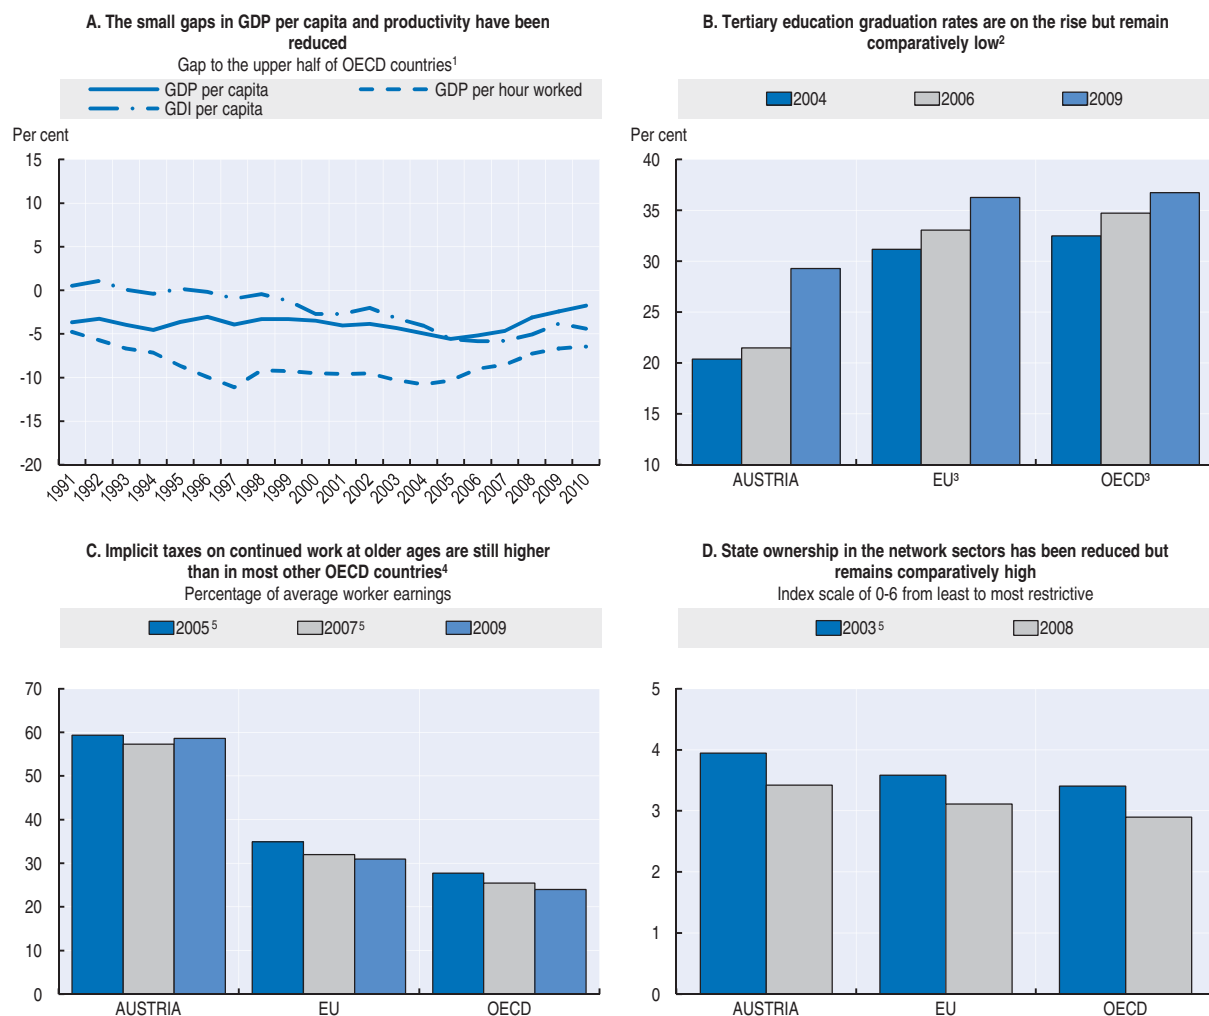 A. The small gaps in GDP per capita and productivity have been
reduced
Gap to the upper half of OECD countries¹
GDP per capita
GDP per hour worked
GDI per capita
Per cent
15
10
5
0
-5
-10
-15
-20
1991 1992 1993 1994 1995 1996 1997 1998 1999 2000 2001 2002 2003 2004 2005 2006 2007 2008 2009 2010
B. Tertiary education graduation rates are on the rise but remain
comparatively low²
2004 2006 2009
Per cent
40
35
30
25
20
15
10
AUSTRIA EU³ OECD³
C. Implicit taxes on continued work at older ages are still higher
than in most other OECD countries⁴
Percentage of average worker earnings
2005⁵ 2007⁵ 2009
70
60
50
40
30
20
10
0
AUSTRIA EU OECD
D. State ownership in the network sectors has been reduced but
remains comparatively high
Index scale of 0-6 from least to most restrictive
2003⁵ 2008
5
4
3
2
1
0
AUSTRIA EU OECD